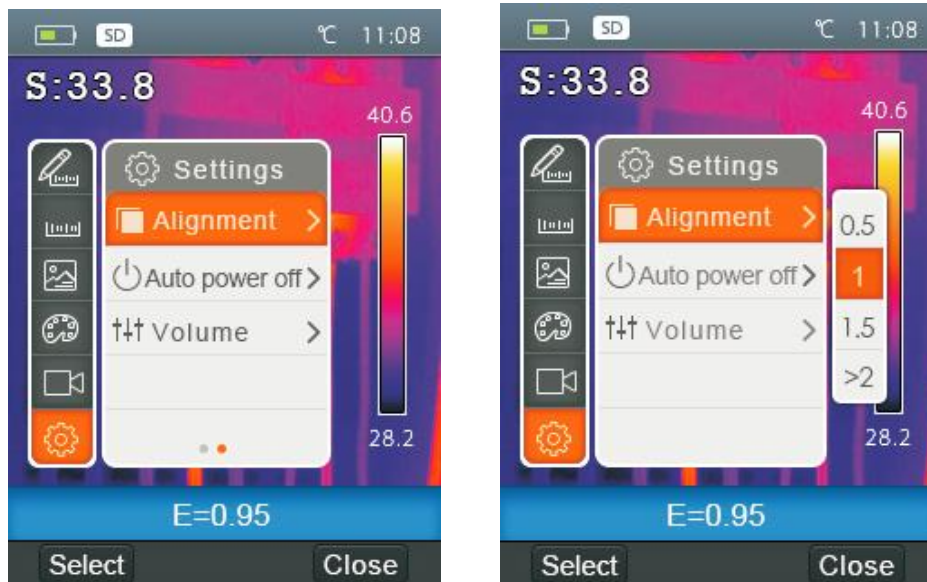 SD ℃ 11:08
S:33.8
40.6
Settings
Alignment >
Auto power off >
Volume >
28.2
E=0.95
Select Close
SD ℃ 11:08
S:33.8
40.6
Settings
Alignment >
0.5
Auto power off >
1
Volume >
1.5
>2
28.2
E=0.95
Select Close